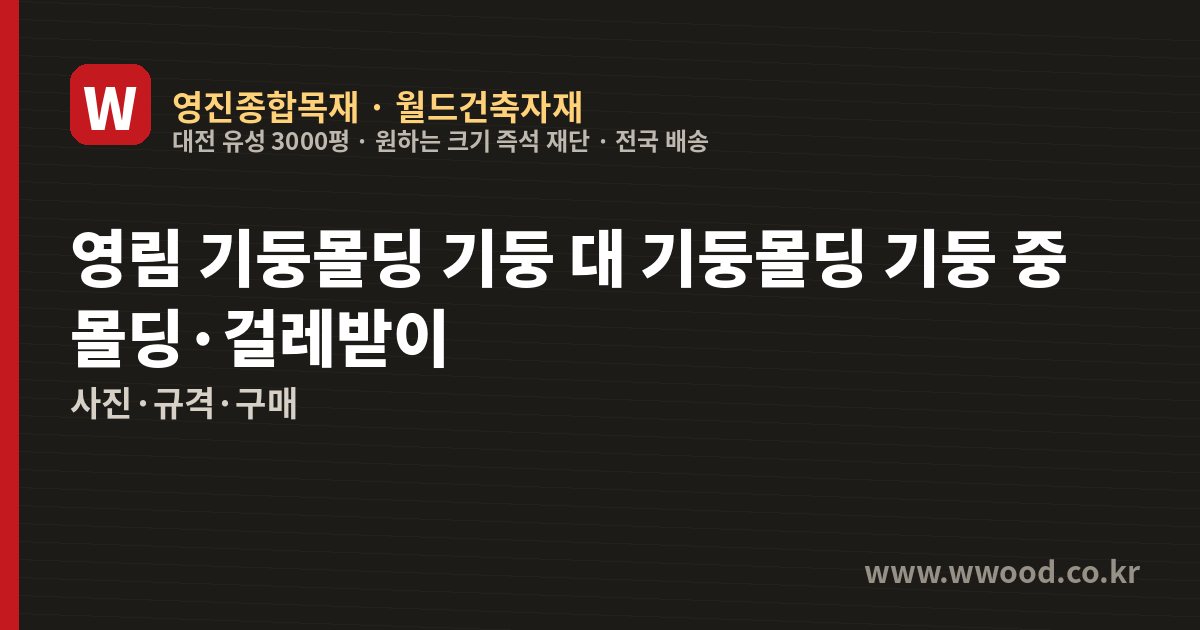 W
영진종합목재 · 월드건축자재
대전 유성 3000평 · 원하는 크기 즉석 재단 · 전국 배송
영림 기둥몰딩 기둥 대 기둥몰딩 기둥 중
몰딩·걸레받이
사진·규격·구매
www.wwood.co.kr